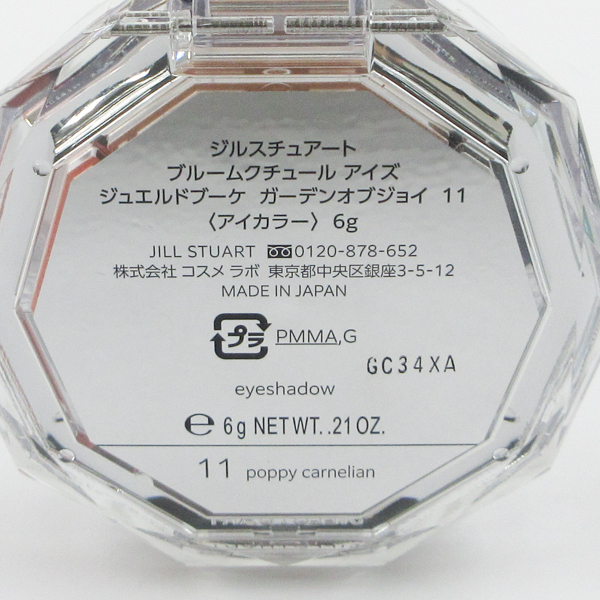 ジルスチュアート
ブルームクチュール アイズ
ジュエルドブーケ ガーデンオブジョイ 11
〈アイカラー〉 6g
JILL STUART 0120-878-652
株式会社 コスメ ラボ 東京都中央区銀座3-5-12
MADE IN JAPAN
プラ PMMA,G
GC34XA
eyeshadow
e 6g NET WT. .21 OZ.
11 poppy carnelian